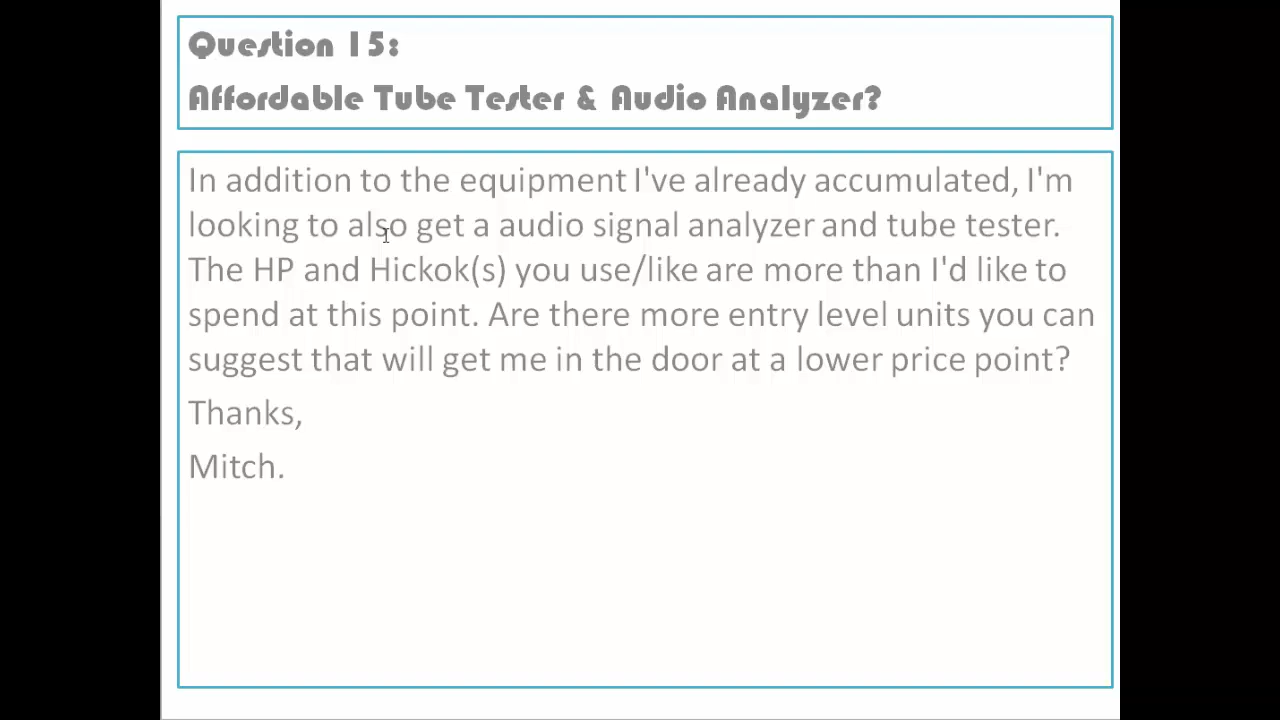 Question 15:
Affordable Tube Tester & Audio Analyzer?
In addition to the equipment I've already accumulated, I'm
looking to also get a audio signal analyzer and tube tester.
The HP and Hickok(s) you use/like are more than I'd like to
spend at this point. Are there more entry level units you can
suggest that will get me in the door at a lower price point?
Thanks,
Mitch.